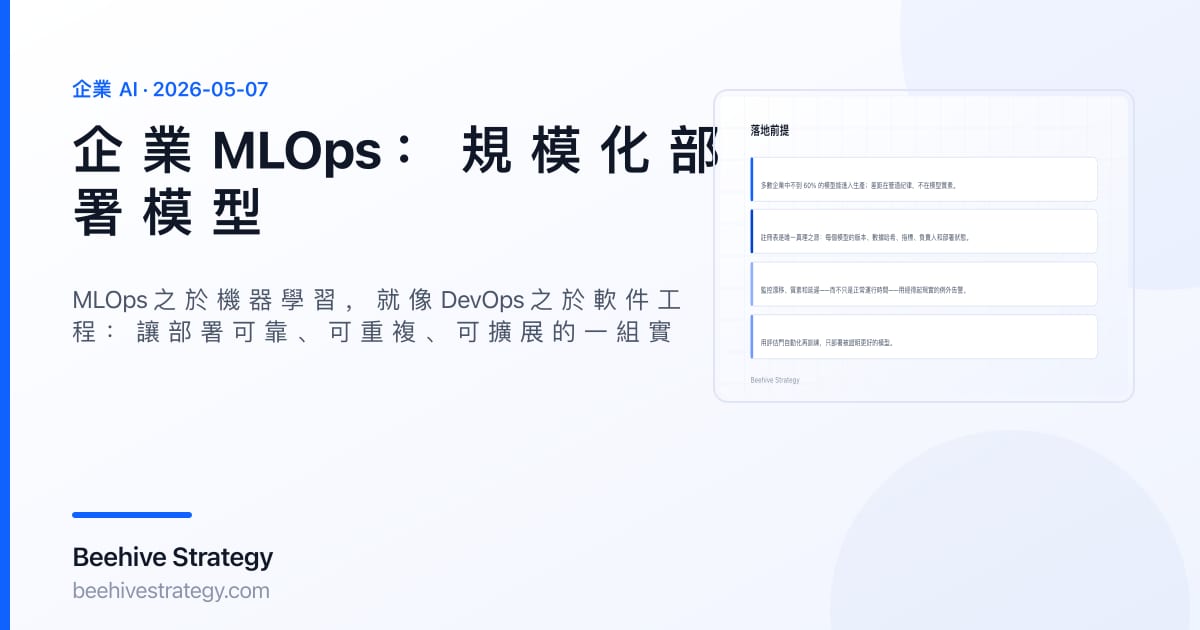 企業 AI · 2026-05-07
企業 MLOps： 規模化部
署模型
MLOps 之於機器學習，就像 DevOps 之於軟件工
程：讓部署可靠、可重複、可擴展的一組實
Beehive Strategy
beehivestrategy.com
落地前提
多數企業中不到 60% 的模型能進入生產；差距在營運紀律、不在模型質素。
註冊表是唯一真理之源：每個模型的版本、數據哈希、指標、負責人和部署狀態。
監控漂移、質素和延遲——而不只是正常運行時間——用經得起現實的例外告警。
用評估門自動化再訓練，只部署被證明更好的模型。
Beehive Strategy